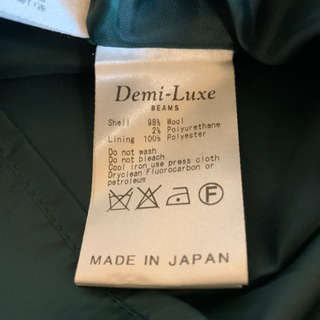 Demi-Luxe
BEAMS
Shell 98% Wool
2% Polyurethane
Lining 100% Polyester
Do not wash
Do not bleach
Cool iron use press cloth
Dryclean Fluorocarbon or
petroleum
F
MADE IN JAPAN